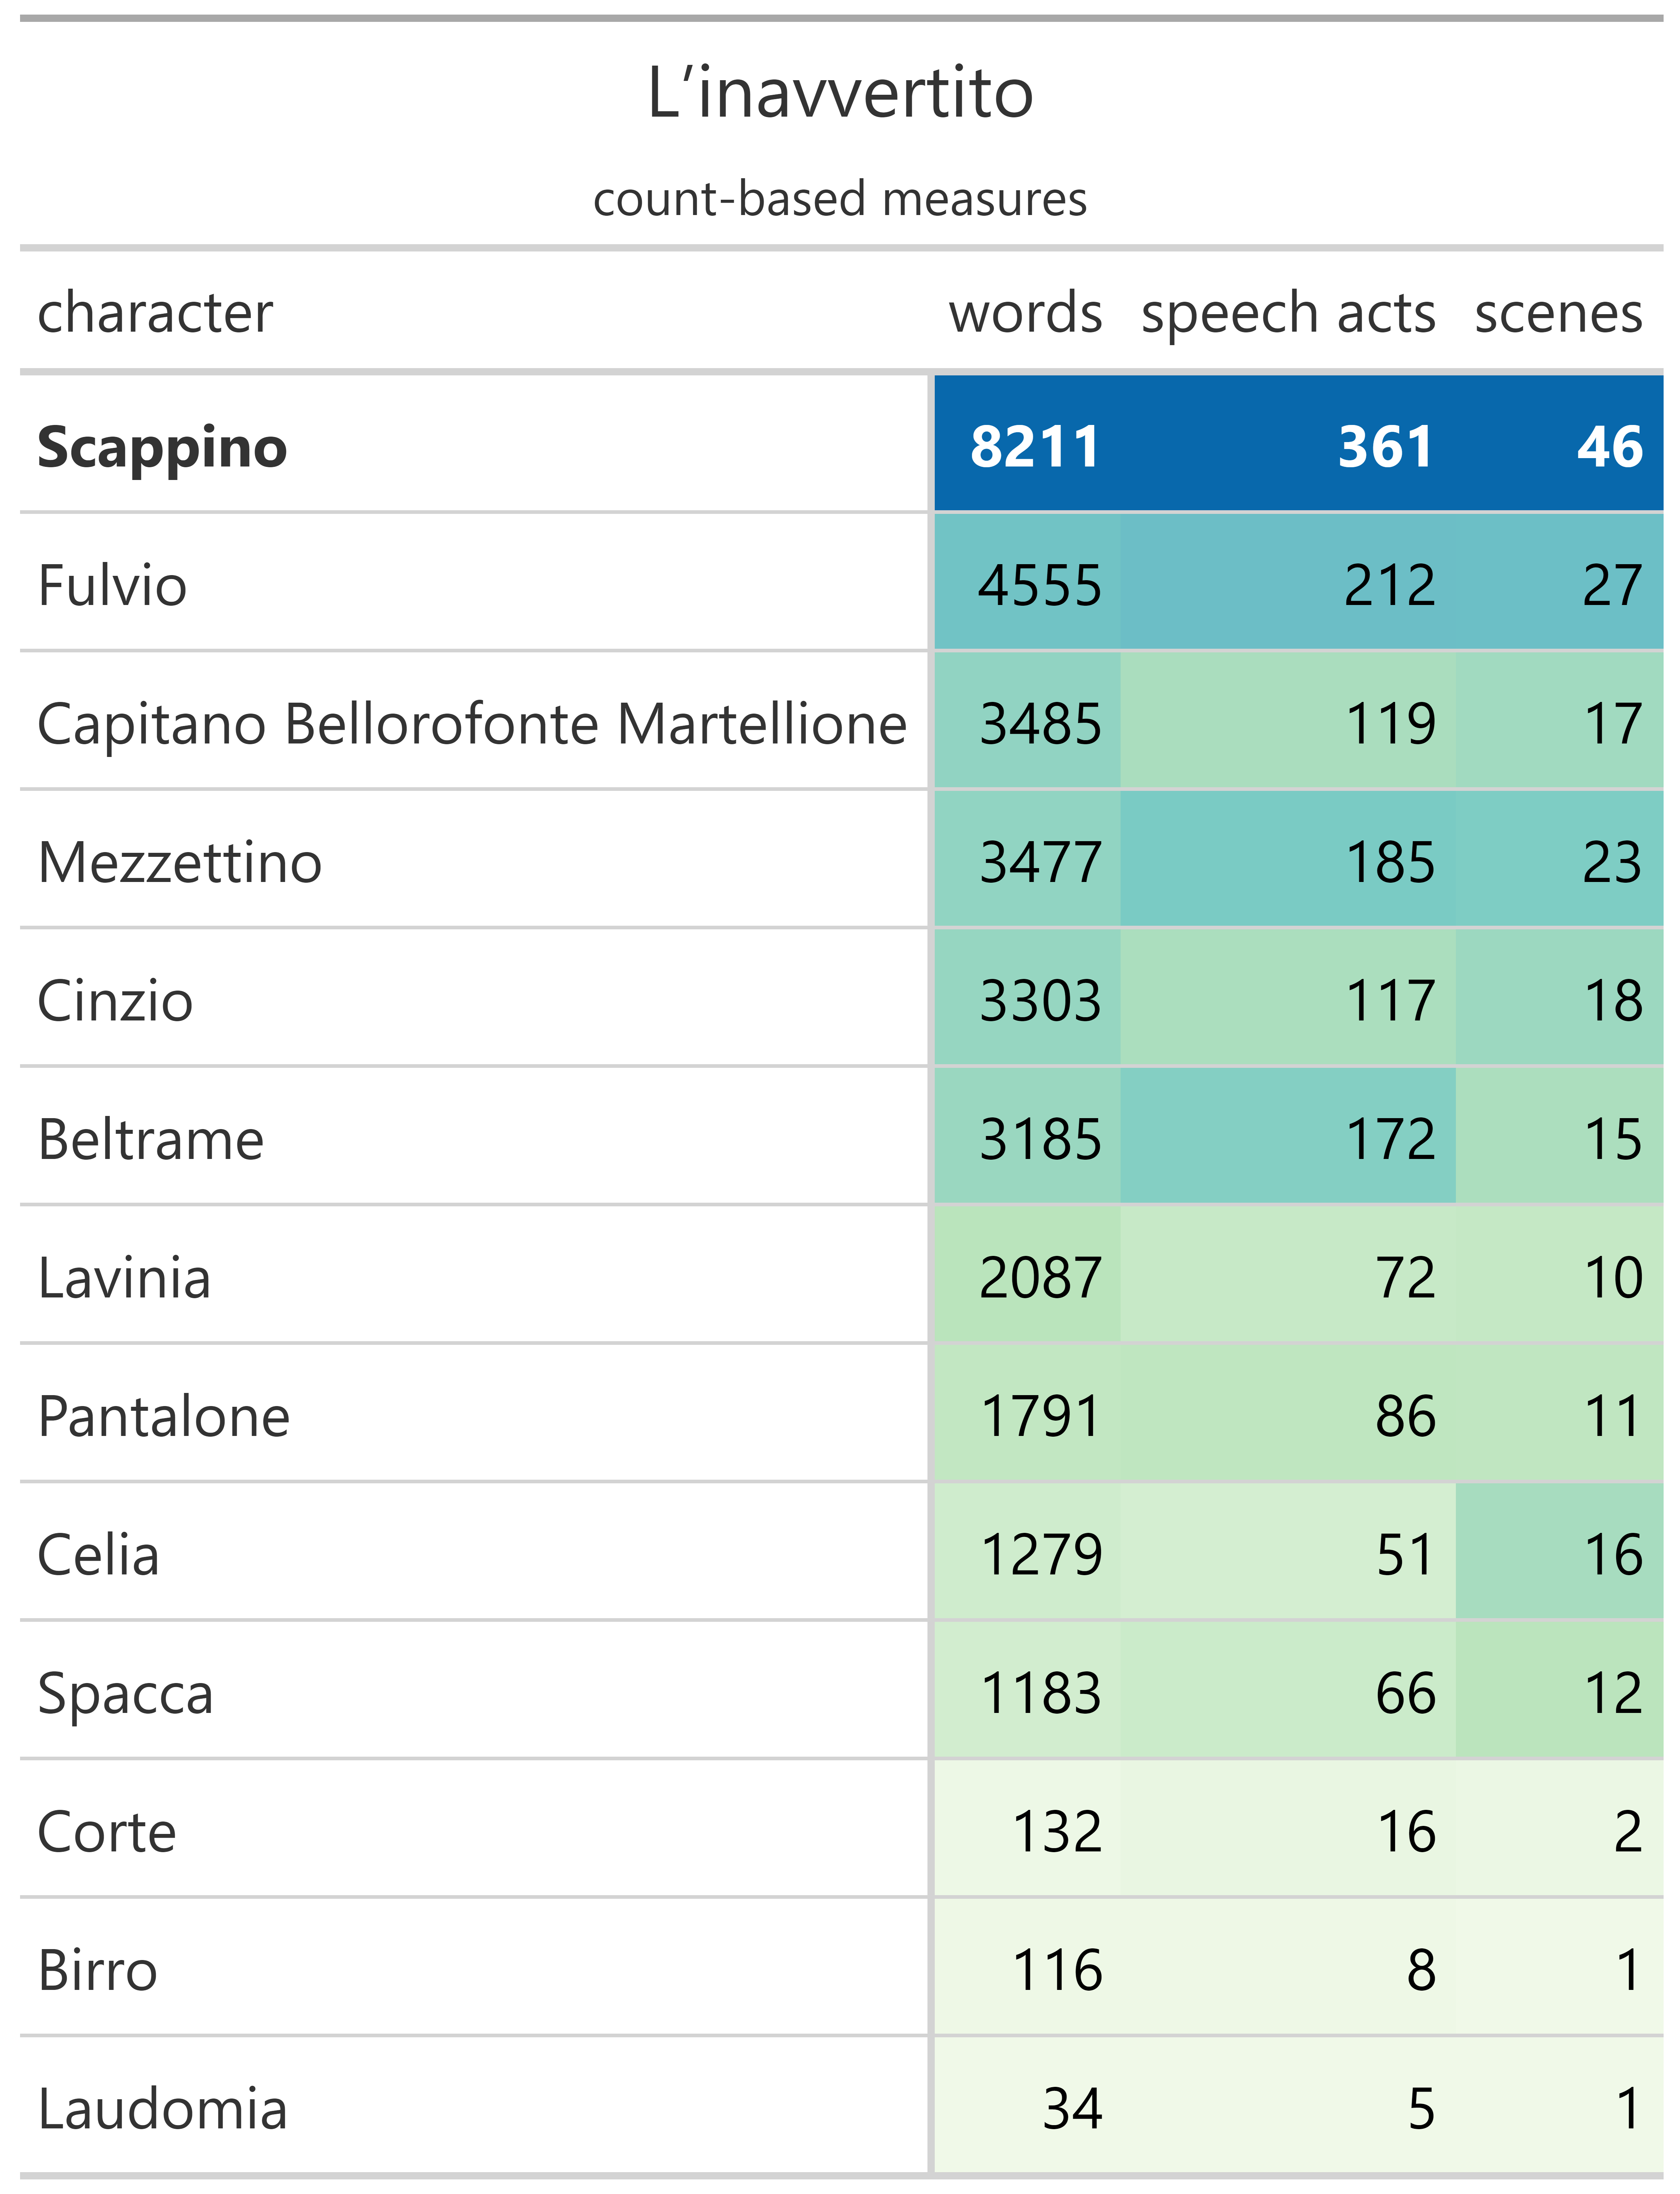 L’inavvertito
count-based measures
character words speech acts scenes
Scappino 8211 361 46
Fulvio 4555 212 27
Capitano Bellorofonte Martellione 3485 119 17
Mezzettino 3477 185 23
Cinzio 3303 117 18
Beltrame 3185 172 15
Lavinia 2087 72 10
Pantalone 1791 86 11
Celia 1279 51 16
Spacca 1183 66 12
Corte 132 16 2
Birro 116 8 1
Laudomia 34 5 1